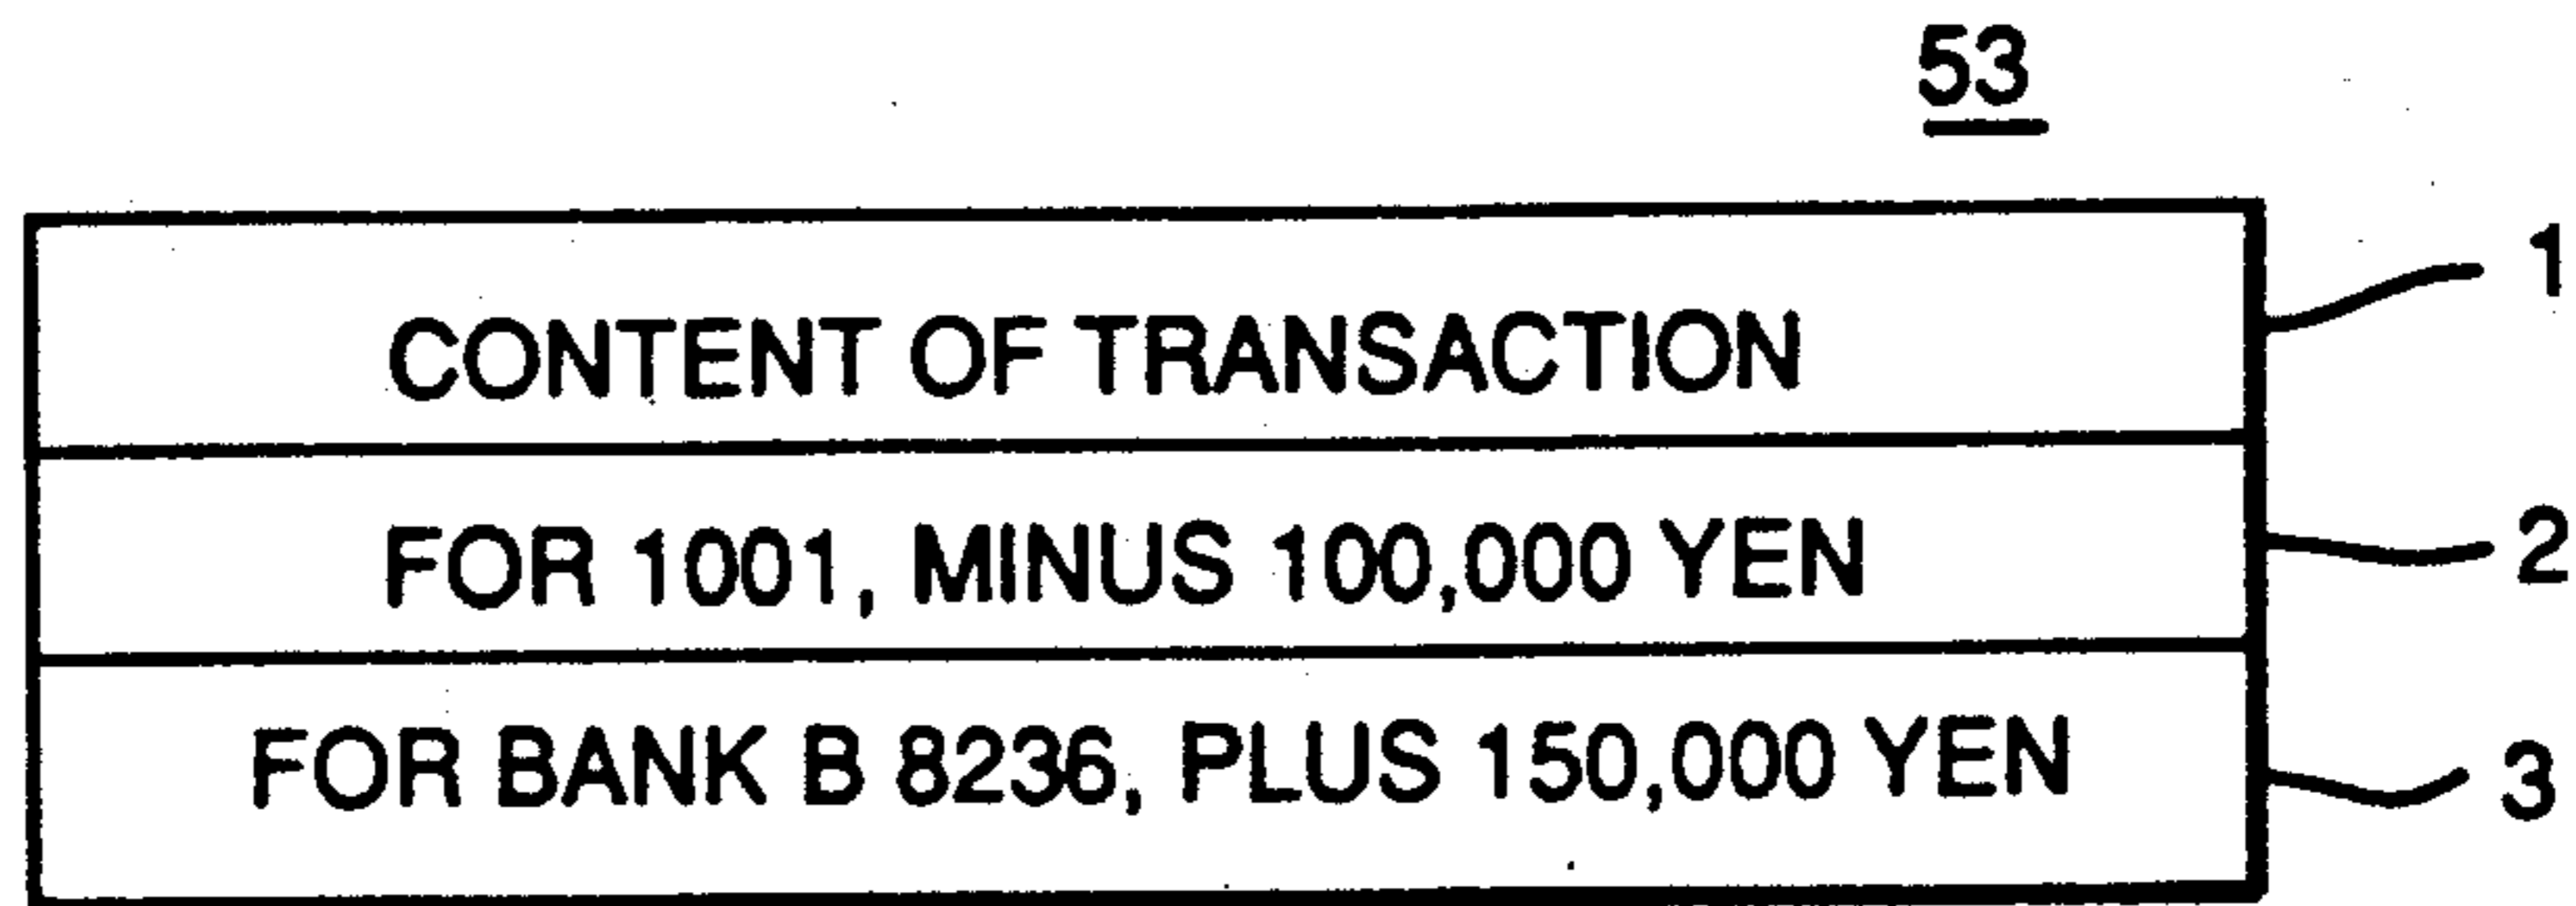 53
CONTENT OF TRANSACTION 1
FOR 1001, MINUS 100,000 YEN 2
FOR BANK B 8236, PLUS 150,000 YEN 3